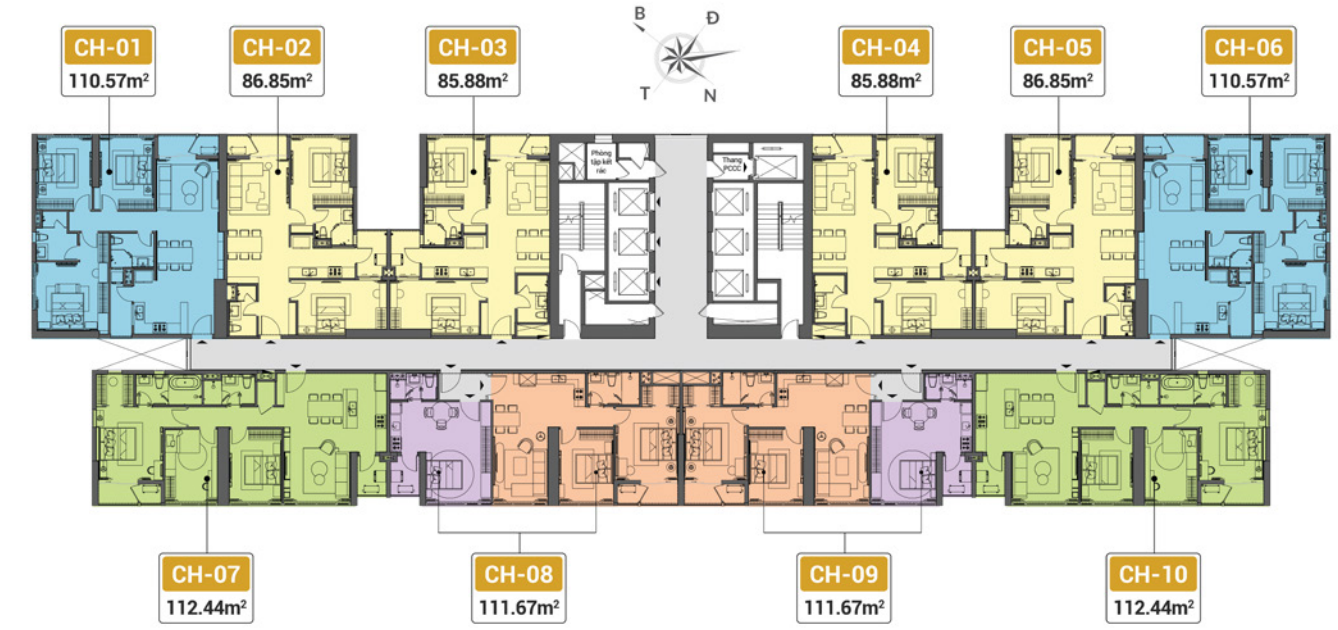 B
Đ
T
N
CH-01
110.57m²
CH-02
86.85m²
CH-03
85.88m²
CH-04
85.88m²
CH-05
86.85m²
CH-06
110.57m²
Phòng
tập kết
rác
Thang
PCCC
CH-07
112.44m²
CH-08
111.67m²
CH-09
111.67m²
CH-10
112.44m²